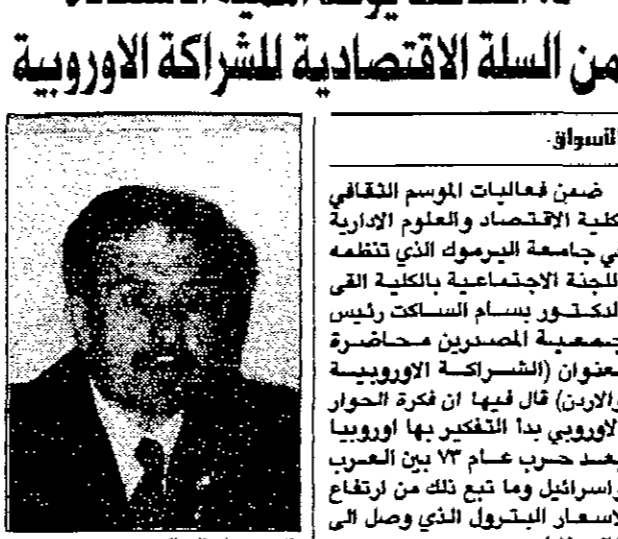 من السلة الاقتصادية للشراكة الاوروبية
الأسواق-
ضمن فعاليات الموسم الثقافي
كلية الاقتصاد والعلوم الادارية
في جامعة اليرموك الذي تنظمه
اللجنة الاجتماعية بالكلية القى
الدكتور بسام الساكت رئيس
جمعية المصدرين محاضرة
بعنوان (الشراكة الاوروبية
والاردن) قال فيها ان فكرة الحوار
الاوروبي بدا التفكير بها اوروبيا
بعد حرب عام ٧٣ بين العرب
واسرائيل وما تبع ذلك من ارتفاع
لاسعار البترول الذي وصل الى